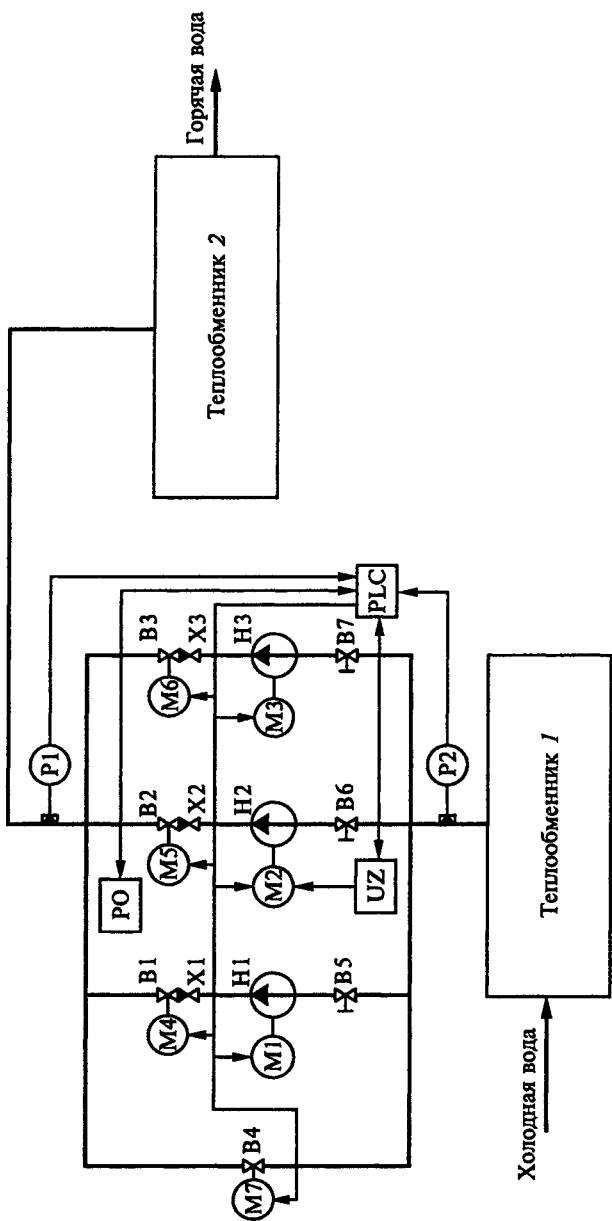 Горячая вода
Теплообменник 2
P1
PO
B1
B2
B3
M4
M5
M6
X1
X2
X3
B4
M7
H1
H2
H3
M1
M2
M3
UZ
PLC
B5
B6
B7
P2
Холодная вода
Теплообменник 1